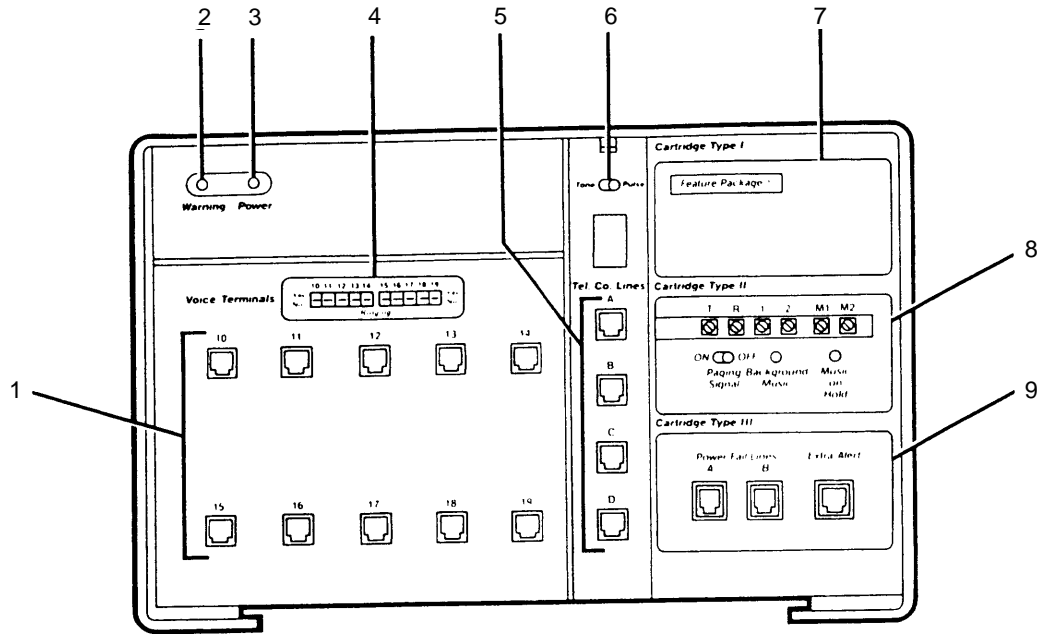 2 3 4 5 6 7
Cartridge Type I
Tone Pulse
Feature Package
Warning Power
8
10 11 12 13 14 15 16 17 18 19
Ringing
Voice Terminals
Tel. Co. Lines
Cartridge Type II
A
T R 1 2 M1 M2
10 11 12 13 14
ON OFF
Paging Signal
Background Music
Music on Hold
B
1
9
Cartridge Type III
C
Power Fail Lines
A B
Extra Alert
D
15 16 17 18 19